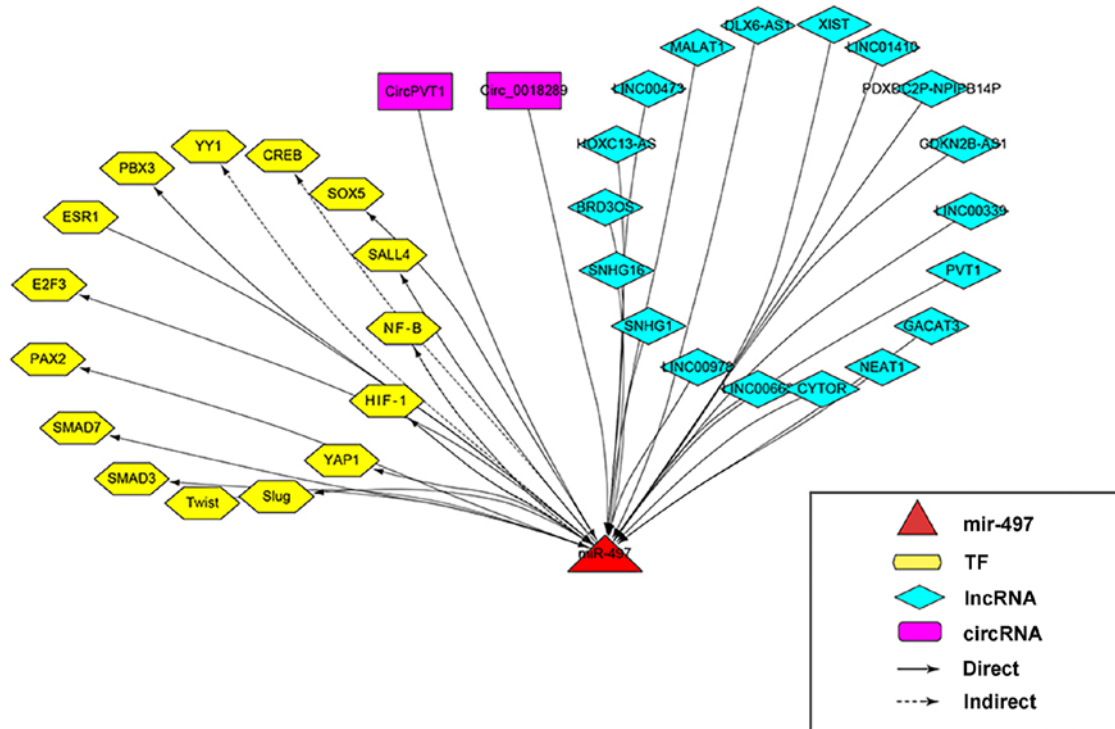 DLX6-AS1
XIST
MALAT1
LINC01410
CircPVT1
Circ_0018289
LINC00473
PDXDC2P-NPIPB14P
YY1
CREB
HOXC13-AS
CDKN2B-AS1
PBX3
SOX5
ESR1
BRD3OS
LINC00339
SALL4
E2F3
SNHG16
PVT1
NF-B
SNHG1
GACAT3
PAX2
LINC00978
NEAT1
HIF-1
CYTOR
SMAD7
YAP1
SMAD3
Twist
Slug
miR-497
mir-497
TF
lncRNA
circRNA
Direct
Indirect